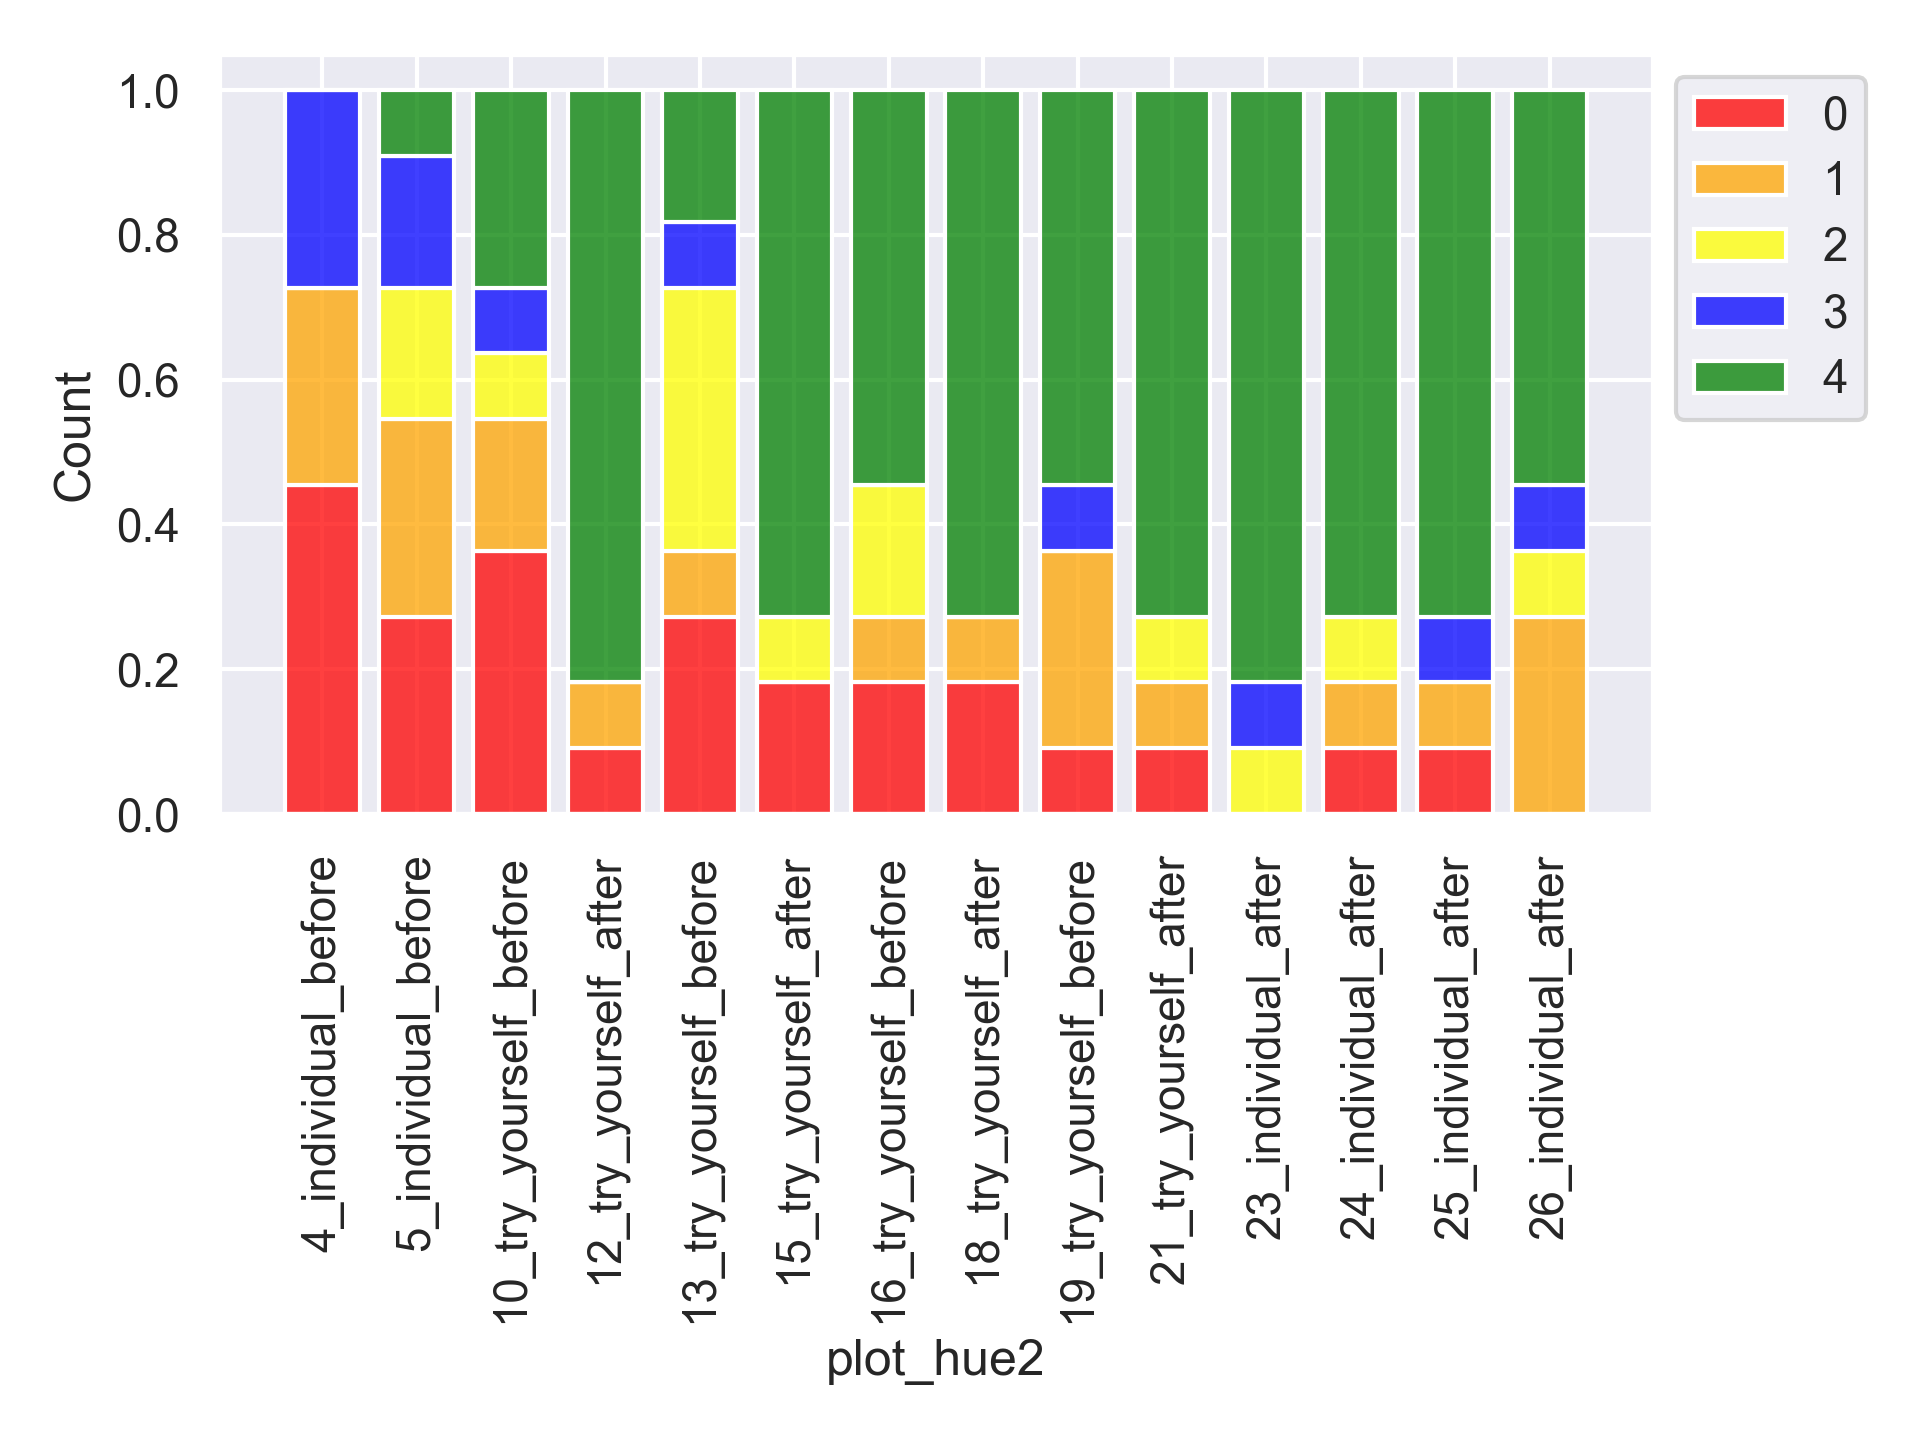 1.0
0.8
0.6
0.4
0.2
0.0
Count
0
1
2
3
4
4_individual_before
5_individual_before
10_try_yourself_before
12_try_yourself_after
13_try_yourself_before
15_try_yourself_after
16_try_yourself_before
18_try_yourself_after
19_try_yourself_before
21_try_yourself_after
23_individual_after
24_individual_after
25_individual_after
26_individual_after
plot_hue2